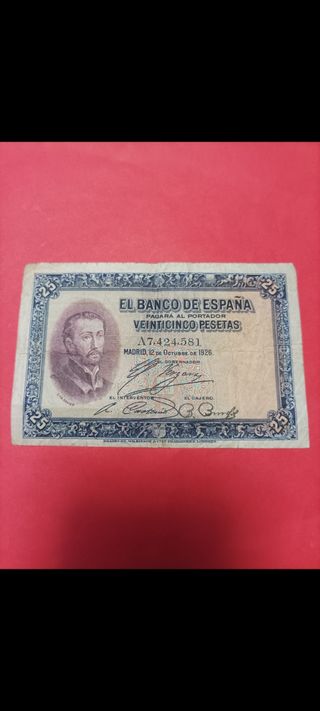 25 25
EL BANCO DE ESPAÑA
PAGARÁ AL PORTADOR
VEINTICINCO PESETAS
A7,424,581
MADRID, 12 DE OCTUBRE DE 1926
EL GOBERNADOR
EL INTERVENTOR EL CAJERO,
25 25